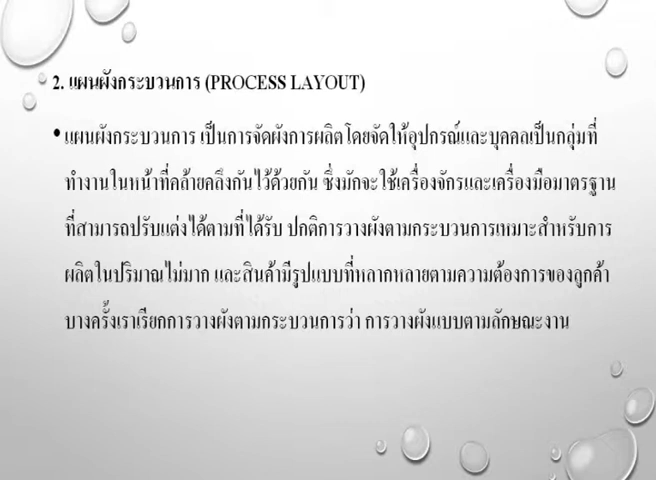 2. แผนผังกระบวนการ (PROCESS LAYOUT)
• แผนผังกระบวนการ เป็นการจัดผังการผลิตโดยจัดให้อุปกรณ์และบุคคลเป็นกลุ่มที่
ทำงานในหน้าที่คล้ายคลึงกันไว้ด้วยกัน ซึ่งมักจะใช้เครื่องจักรและเครื่องมือมาตรฐาน
ที่สามารถปรับแต่งได้ตามที่ได้รับ ปกติการวางผังตามกระบวนการเหมาะสำหรับการ
ผลิตในปริมาณไม่มาก และสินค้ามีรูปแบบที่หลากหลายตามความต้องการของลูกค้า
บางครั้งเราเรียกการวางผังตามกระบวนการว่า การวางผังแบบตามลักษณะงาน